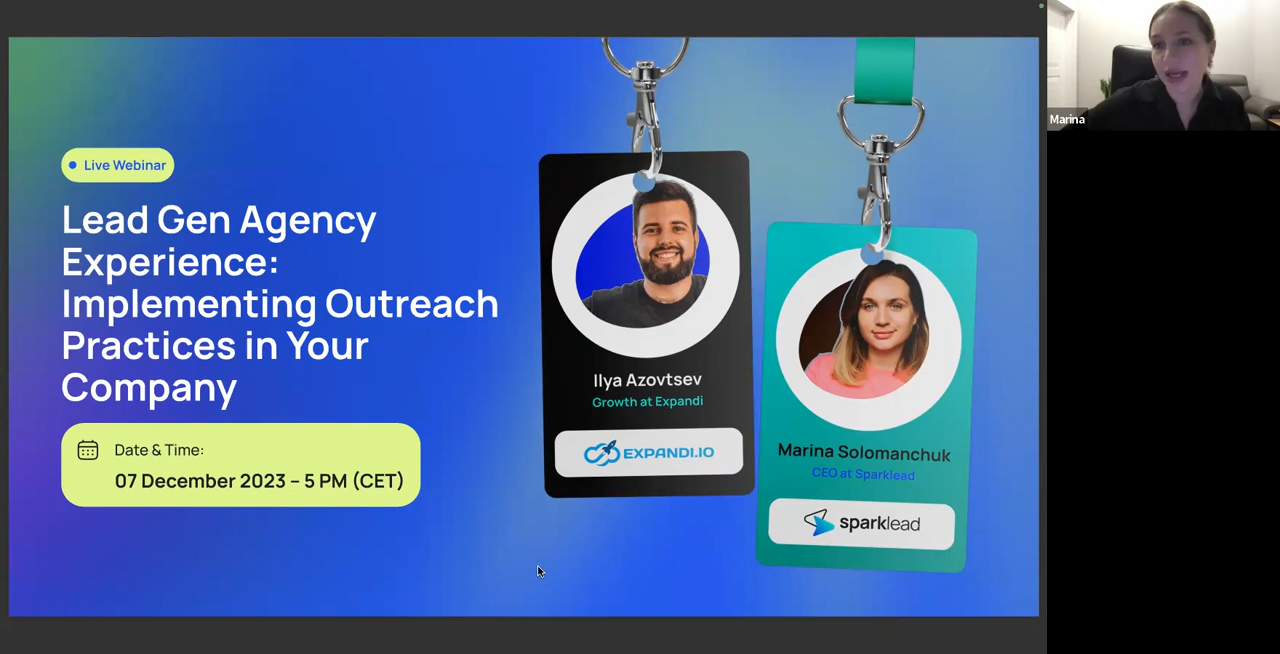 Live Webinar
Lead Gen Agency
Experience:
Implementing Outreach
Practices in Your
Company
Date & Time:
07 December 2023 – 5 PM (CET)
Ilya Azovtsev
Growth at Expandi
EXPANDI.IO
Marina Solomanchuk
CEO at Sparklead
sparklead
Marina